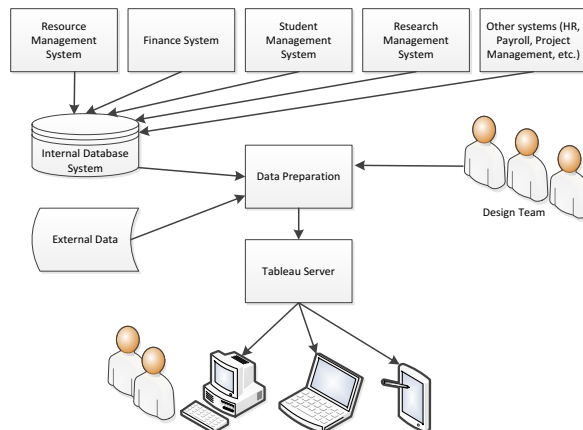 Resource
Management
System
Finance System
Student
Management
System
Research
Management
System
Other systems (HR,
Payroll, Project
Management, etc.)
Internal Database
System
Data Preparation
Design Team
External Data
Tableau Server